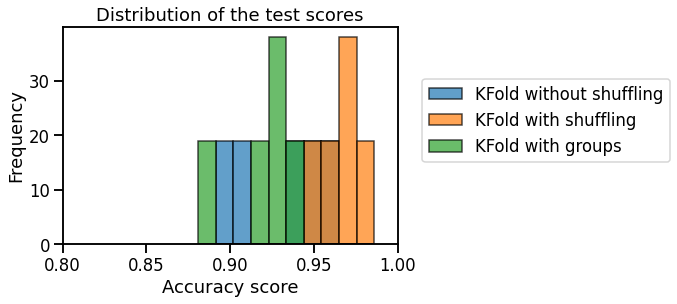 Distribution of the test scores
Frequency
30
20
10
0
0.80 0.85 0.90 0.95 1.00
Accuracy score
KFold without shuffling
KFold with shuffling
KFold with groups